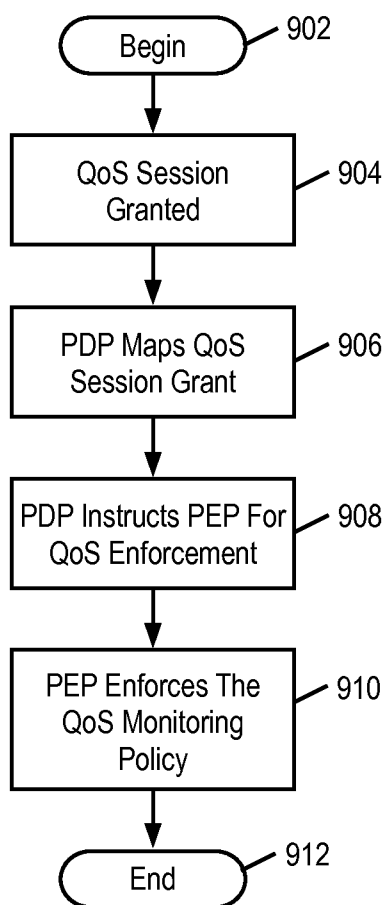 Begin
902
QoS Session
Granted
904
PDP Maps QoS
Session Grant
906
PDP Instructs PEP For
QoS Enforcement
908
PEP Enforces The
QoS Monitoring
Policy
910
End
912